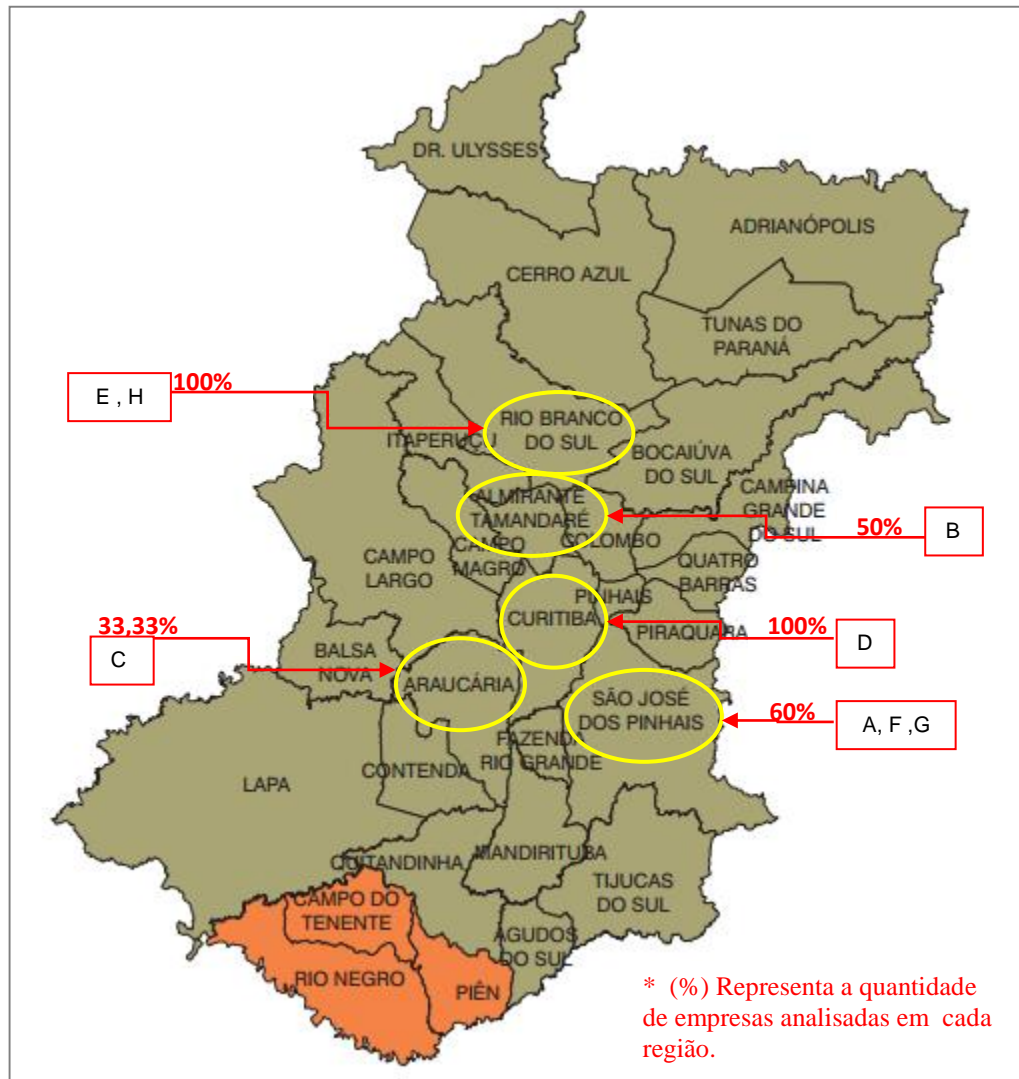 DR. ULYSSES
ADRIANÓPOLIS
CERRO AZUL
TUNAS DO
PARANÁ
E , H
100%
RIO BRANCO
DO SUL
ITAPERUÇU
BOCAIÚVA
DO SUL
CAMPINA
GRANDE
DO SUL
ALMIRANTE
TAMANDARÉ
COLOMBO
50%
B
CAMPO
MAGRO
CAMPO
LARGO
QUATRO
BARRAS
PINHAIS
CURITIBA
PIRAQUARA
100%
D
33,33%
C
BALSA
NOVA
ARAUCÁRIA
SÃO JOSÉ
DOS PINHAIS
60%
A, F ,G
FAZENDA
RIO GRANDE
CONTENDA
LAPA
QUITANDINHA
MANDIRITUBA
TIJUCAS
DO SUL
CAMPO DO
TENENTE
AGUDOS
DO SUL
RIO NEGRO
PIÊN
* (%) Representa a quantidade
de empresas analisadas em cada
região.